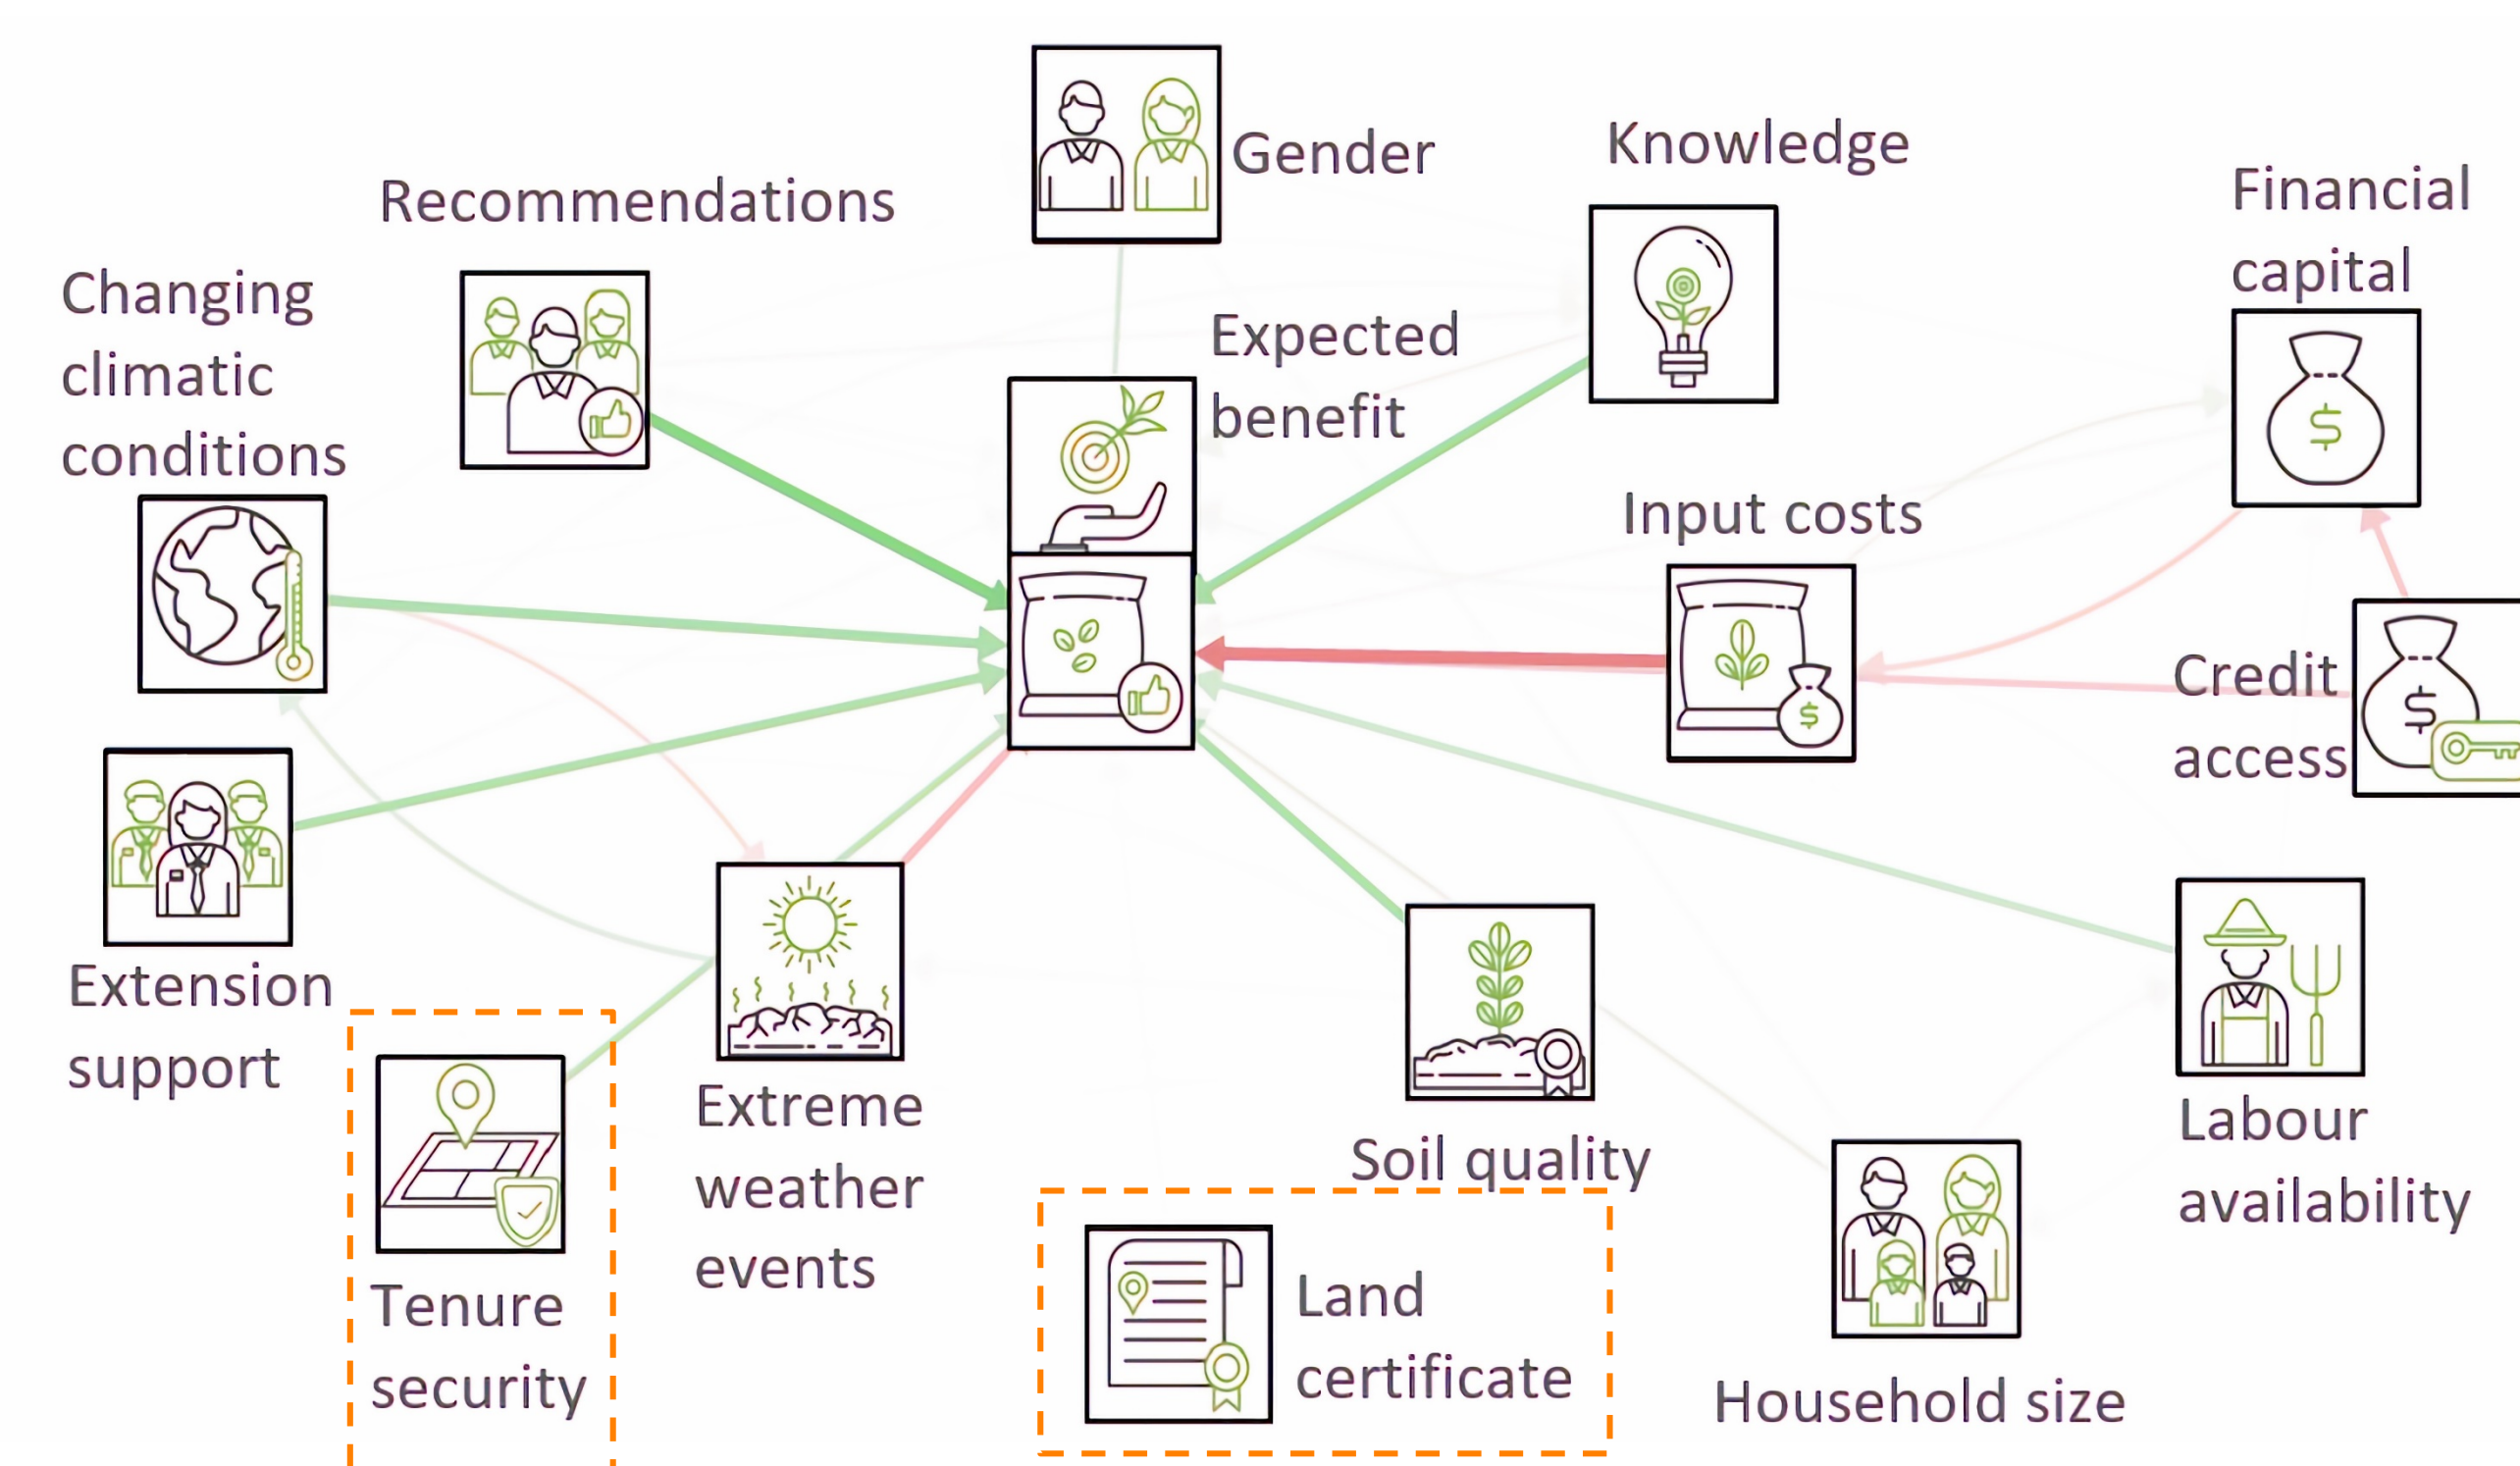 Gender
Knowledge
Recommendations
Financial
capital
Changing
climatic
conditions
Expected
benefit
Input costs
Credit
access
Extension
support
Extreme
weather
events
Soil quality
Labour
availability
Tenure
security
Land
certificate
Household size